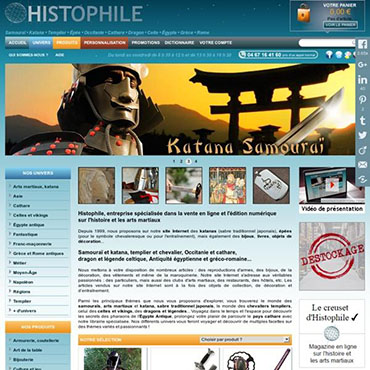 HISTOPHILE
VOTRE PANIER
0,00 €
VOIR LE PANIER
Samouraï • Katana • Templier • Épée • Occitanie • Cathare • Dragon • Celte • Égypte • Grèce • Rome
ACCUEIL UNIVERS PRODUITS PERSONNALISATION PROMOTIONS DICTIONNAIRE VOTRE COMPTE
QUI SOMMES-NOUS ? AIDE
04 67 16 41 60
Katana Samouraï
1 2 3 4
NOS UNIVERS
Arts martiaux, katana
Asie
Cathare
Celtes et vikings
Égypte antique
Fantastique
Franc-maçonnerie
Grèce et Rome antiques
Métier
Moyen-Âge
Napoléon
Régions
Templier
+ d'univers
NOS PRODUITS
Armurerie, coutellerie
Art de la table
Bijouterie
Histophile, entreprise spécialisée dans la vente en ligne et l'édition numérique
sur l'histoire et les arts martiaux
Depuis 1999, nous proposons sur notre site internet des katanas (sabre traditionnel japonais), épées
pour la symbolique chevaleresque ou pour l'entraînement, mais également des bijoux, livres, objets de
décoration...
Samouraï et katana, templier et chevalier, Occitanie et cathare,
dragon et légende celtique, Antiquité égyptienne et gréco-romaine...
Nous mettons à votre disposition de nombreux articles : des reproductions d'armes, des bijoux, de la
décoration, des vêtements et même de la maroquinerie. Notre site internet s'adresse aux véritables
passionnés ; particuliers, mais aussi des clubs d'arts martiaux, des restaurants, des hôtels, etc. Les
articles vendus sur notre site internet sont à la fois des objets de collection, de décoration et
d'entraînement.
Parmi les principaux thèmes que nous vous proposons d'explorer, vous trouverez le monde des
samouraïs, arts martiaux et katana, sabre traditionnel japonais, le monde des chevaliers templiers,
celui des celtes et vikings, des dragons et légendes... Voyagez dans le temps et l'espace pour découvrir
les secrets des pharaons de l'Égypte Antique, prolongez votre plaisir de parcourir le pays cathare avec
notre librairie spécialisée. Nos différents univers vous feront voyager et découvrir de multiples facettes sur
des thèmes variés et passionnants !
NOTRE SÉLECTION
Choisir par produit ?
Video de présentation
DESTOCKAGE
Le creuset
d'Histophile
Magazine en ligne
sur l'histoire et
les arts martiaux